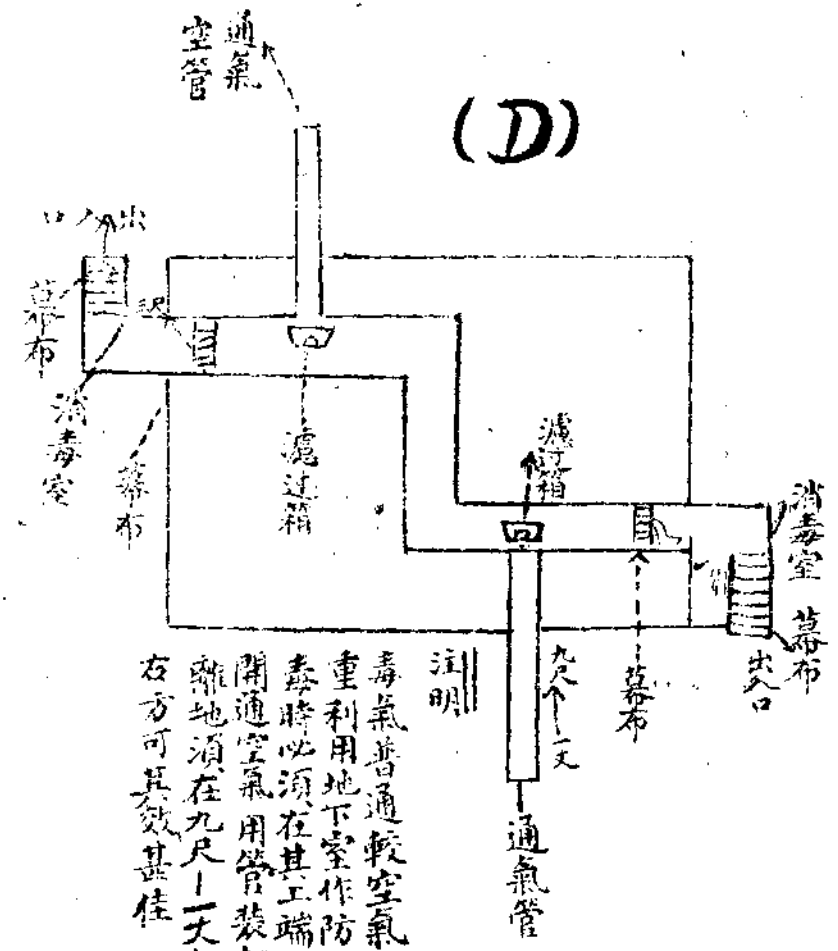 (D)
通氣
空管
出入口
幕布
消毒室
幕布
濾过箱
濾过箱
消毒室
幕布
出入口
幕布
九尺—一丈
通氣管
注明
毒氣普通較空氣
重利用地下室作防
毒時必須在其上端
開通空氣用管裝
離地須在九尺—一丈
右方可其效甚佳